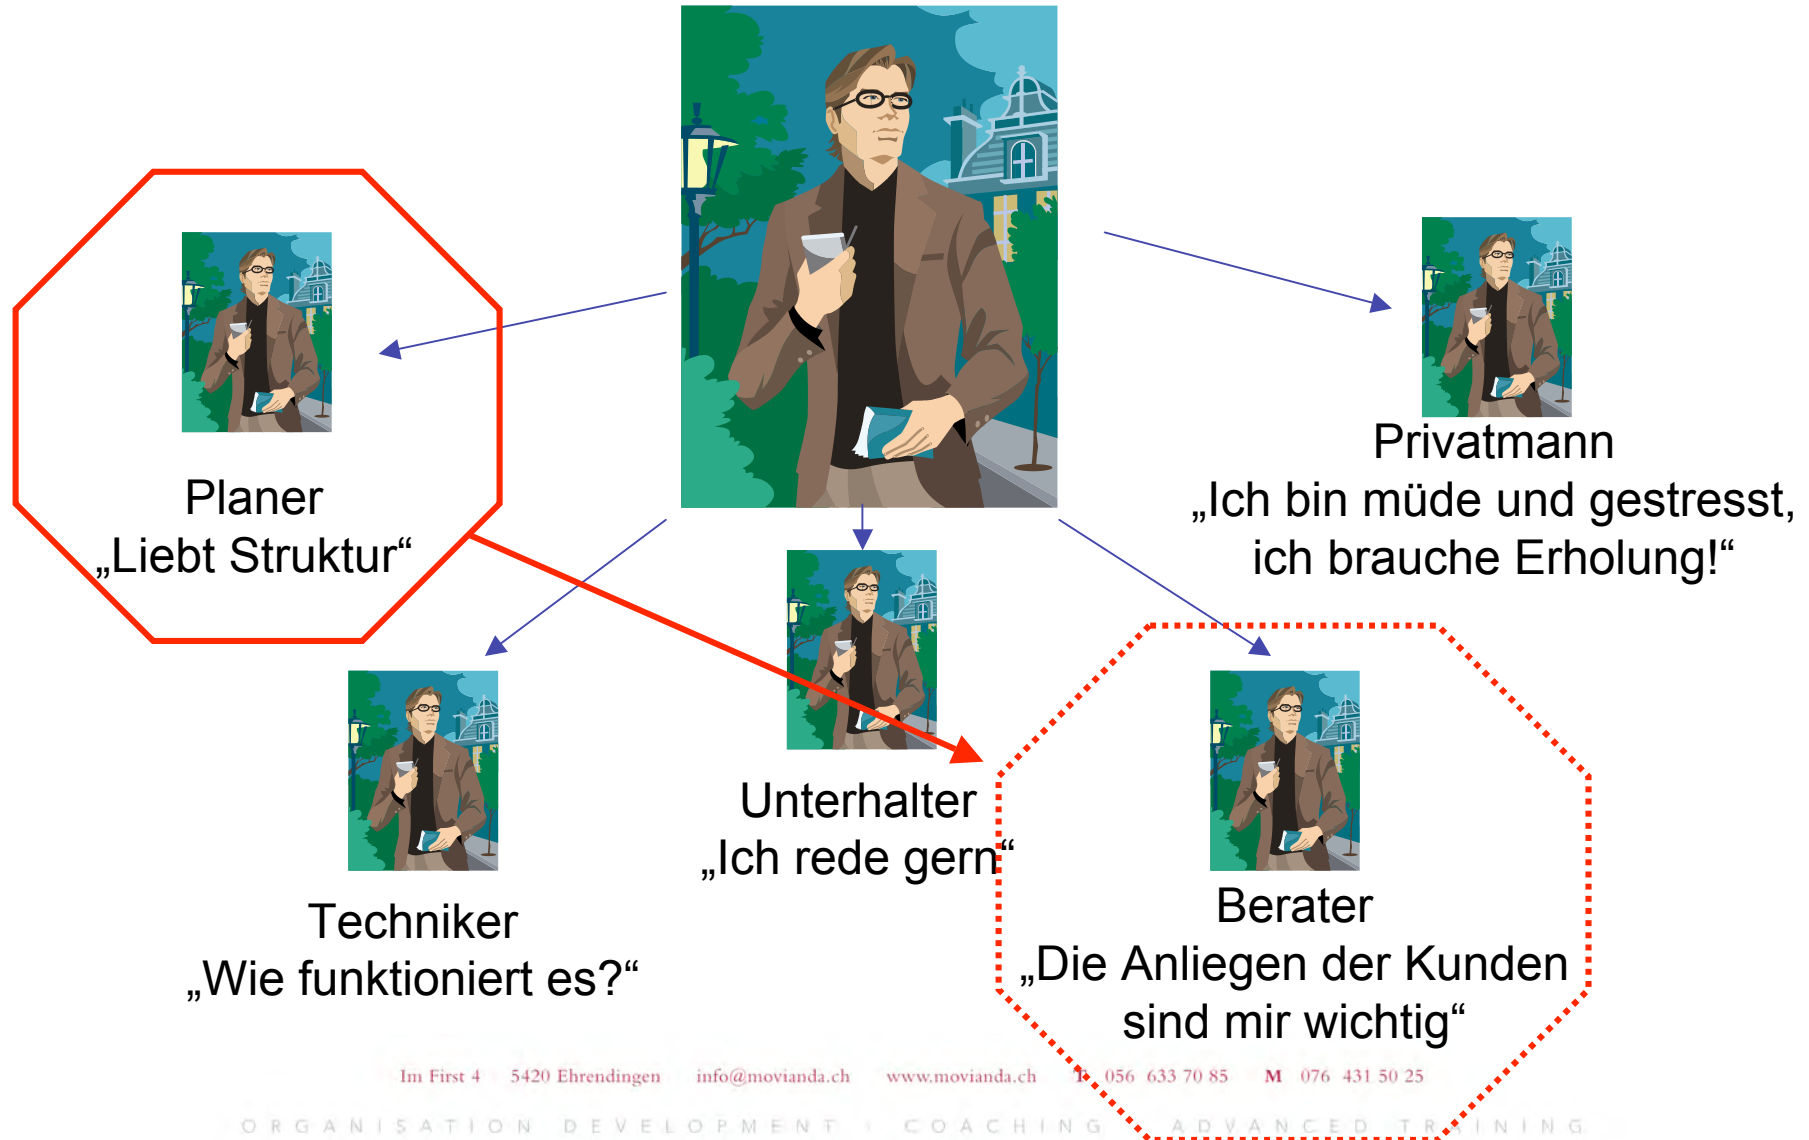 Planer
„Liebt Struktur“
Privatmann
„Ich bin müde und gestresst,
ich brauche Erholung!“
Techniker
„Wie funktioniert es?“
Unterhalter
„Ich rede gern“
Berater
„Die Anliegen der Kunden
sind mir wichtig“
Im First 4 5420 Ehrendingen info@movianda.ch www.movianda.ch T 056 633 70 85 M 076 431 50 25
ORGANISATION DEVELOPMENT | COACHING | ADVANCED TRAINING